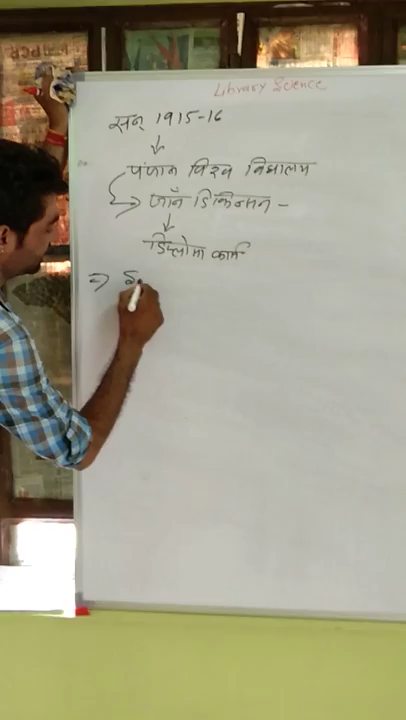 Library Science
सन् 1915-16
↓
पंजाब विश्व विद्यालय
→ जॉन डिकिन्सन -
↓
डिप्लोमा कोर्स
⇒